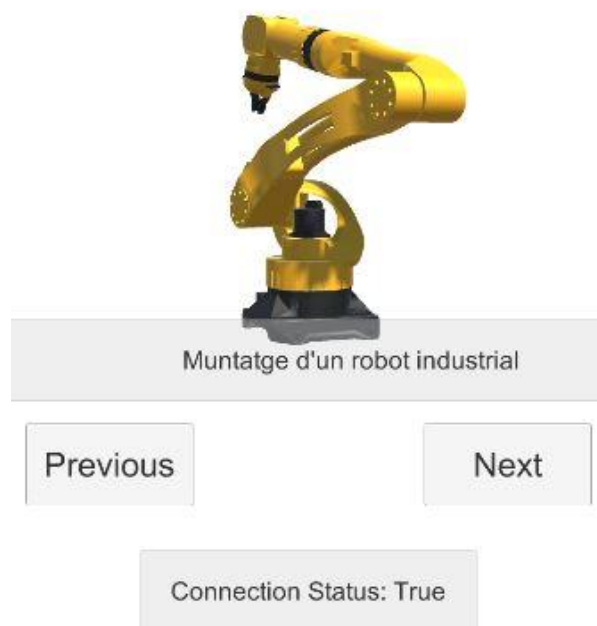 Muntatge d'un robot industrial
Previous
Next
Connection Status: True